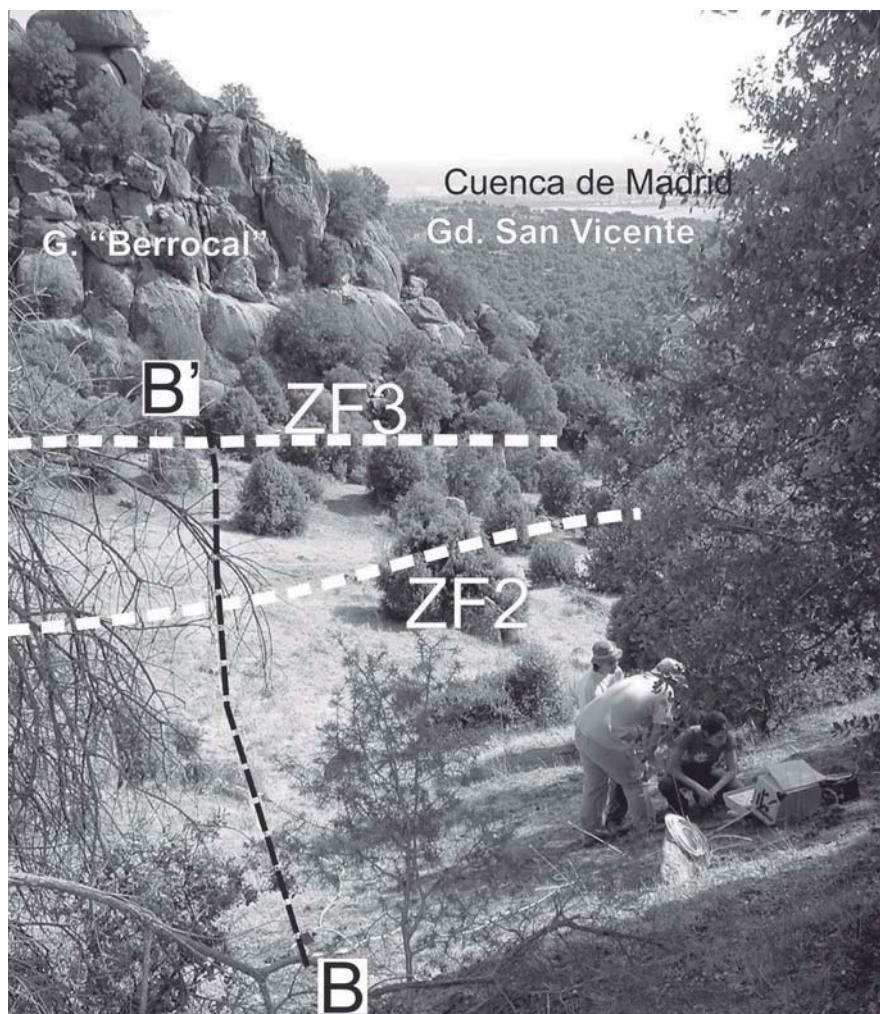 Cuenca de Madrid
G. "Berrocal"
Gd. San Vicente
B'
ZF3
ZF2
B